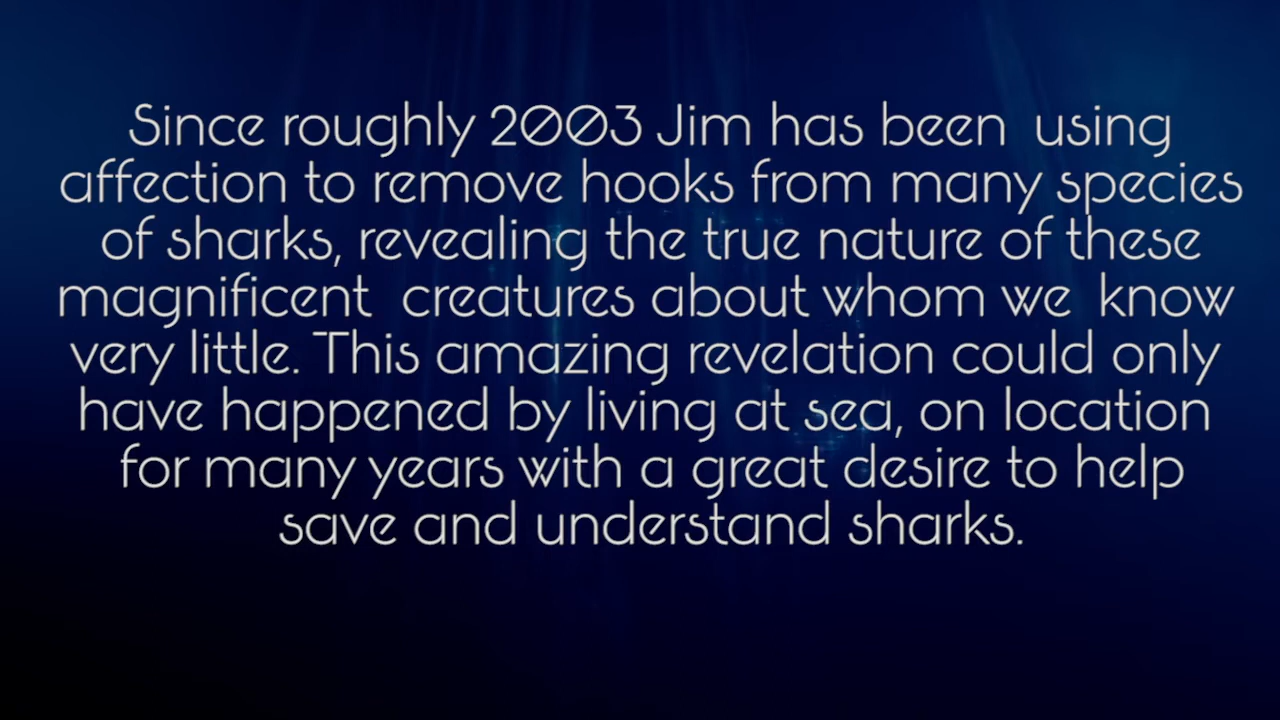 Since roughly 2003 Jim has been using
affection to remove hooks from many species
of sharks, revealing the true nature of these
magnificent creatures about whom we know
very little. This amazing revelation could only
have happened by living at sea, on location
for many years with a great desire to help
save and understand sharks.